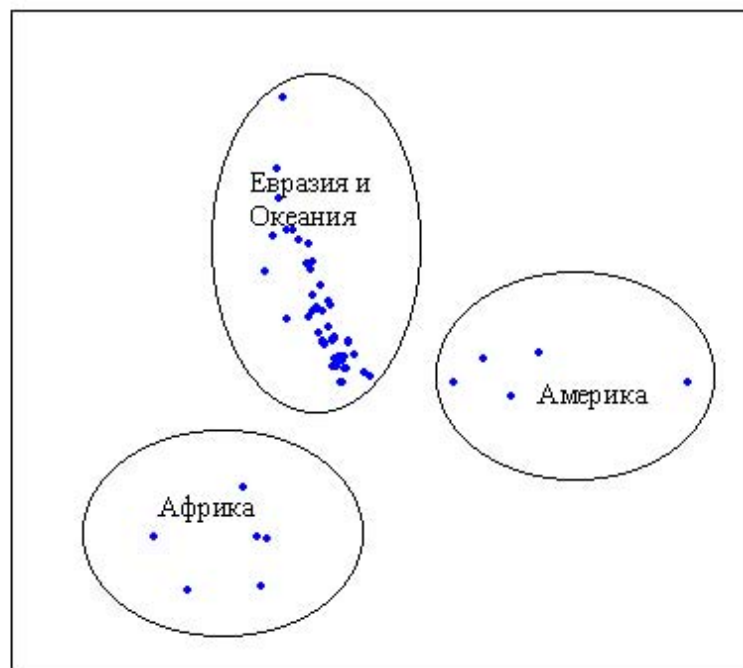 Евразия и
Океания
Америка
Африка